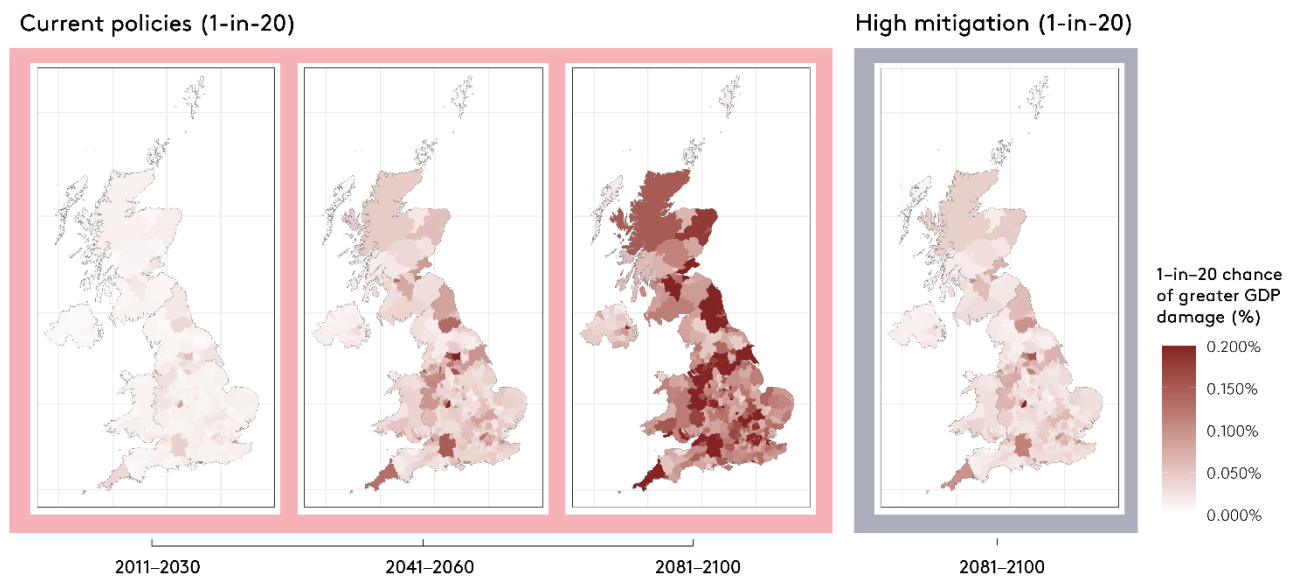 Current policies (1-in-20)
High mitigation (1-in-20)
1-in-20 chance
of greater GDP
damage (%)
0.200%
0.150%
0.100%
0.050%
0.000%
2011–2030
2041–2060
2081–2100
2081–2100